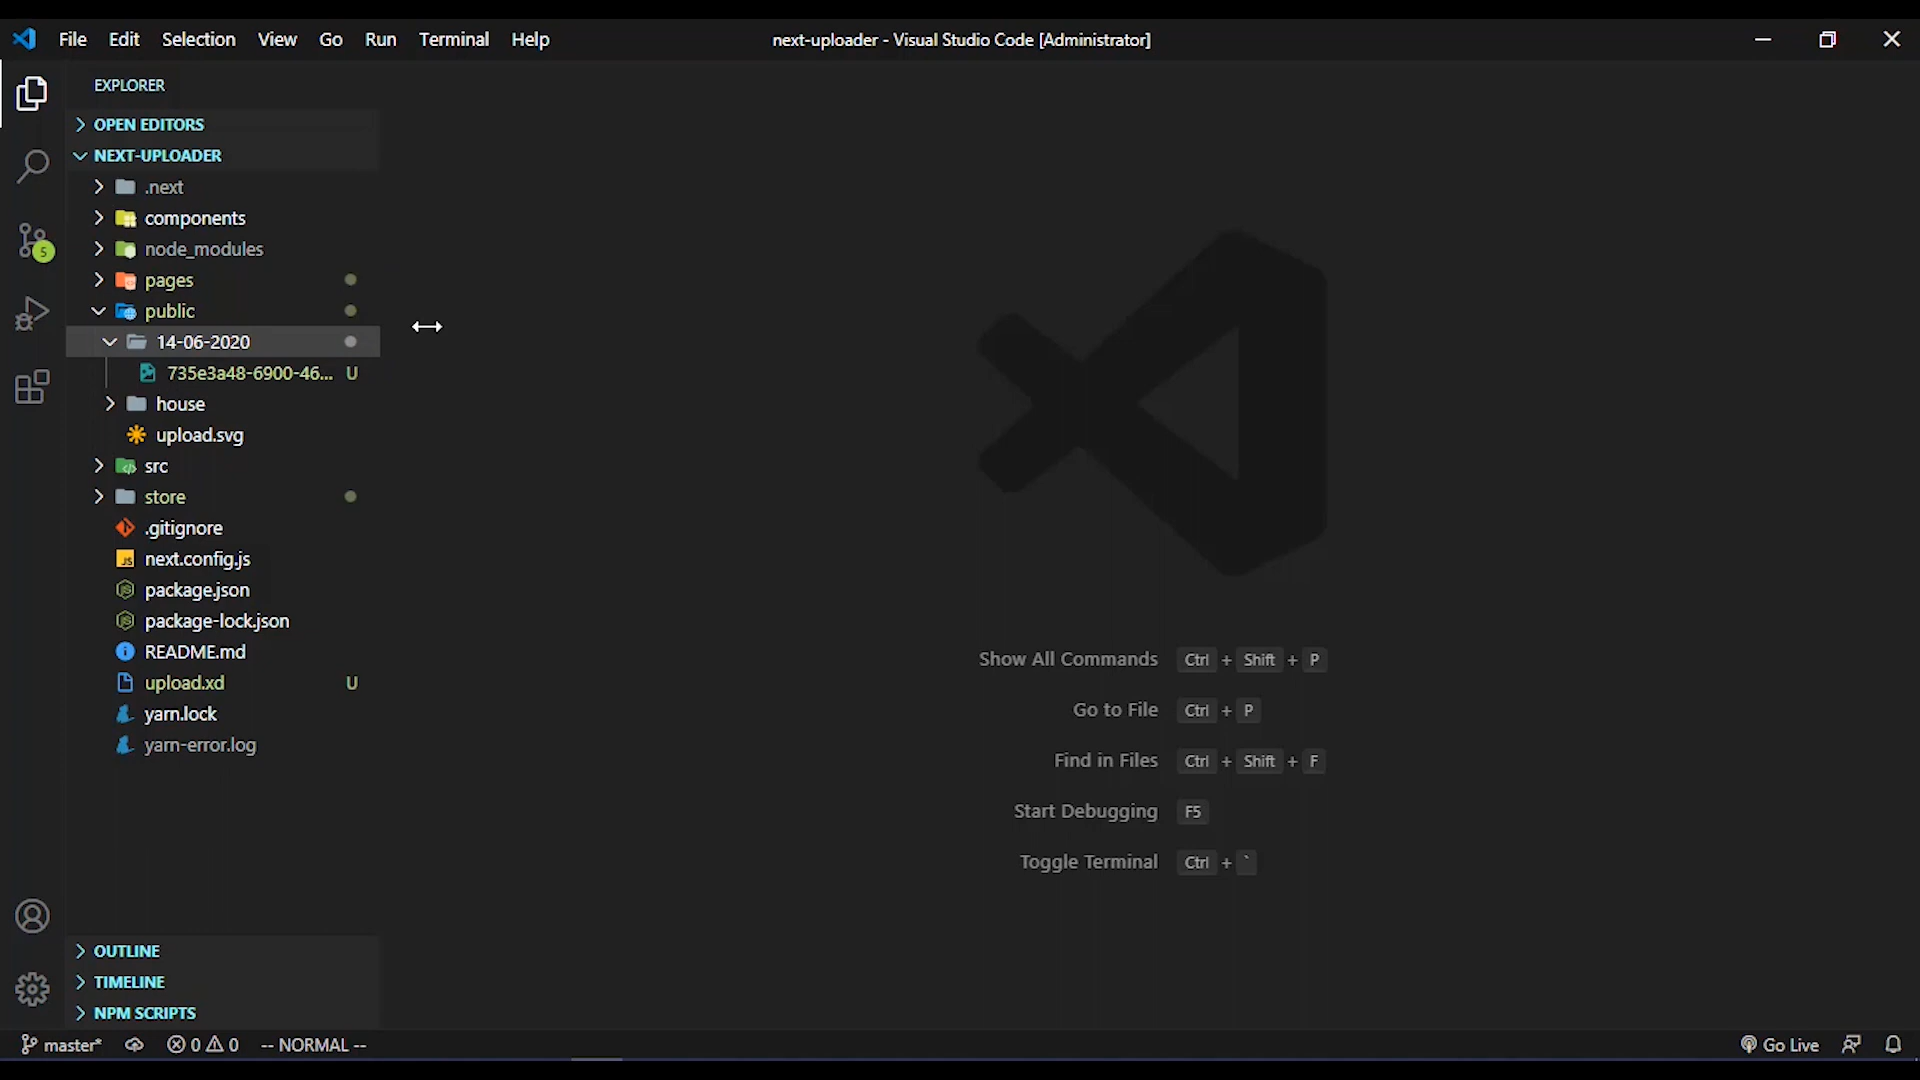 File Edit Selection View Go Run Terminal Help
next-uploader - Visual Studio Code [Administrator]
EXPLORER
OPEN EDITORS
NEXT-UPLOADER
.next
components
node_modules
pages
public
14-06-2020
735e3a48-6900-46... U
house
upload.svg
src
store
.gitignore
next.config.js
package.json
package-lock.json
README.md
upload.xd U
yarn.lock
yarn-error.log
5
Show All Commands Ctrl + Shift + P
Go to File Ctrl + P
Find in Files Ctrl + Shift + F
Start Debugging F5
Toggle Terminal Ctrl + `
OUTLINE
TIMELINE
NPM SCRIPTS
master* 0 0 -- NORMAL -- Go Live